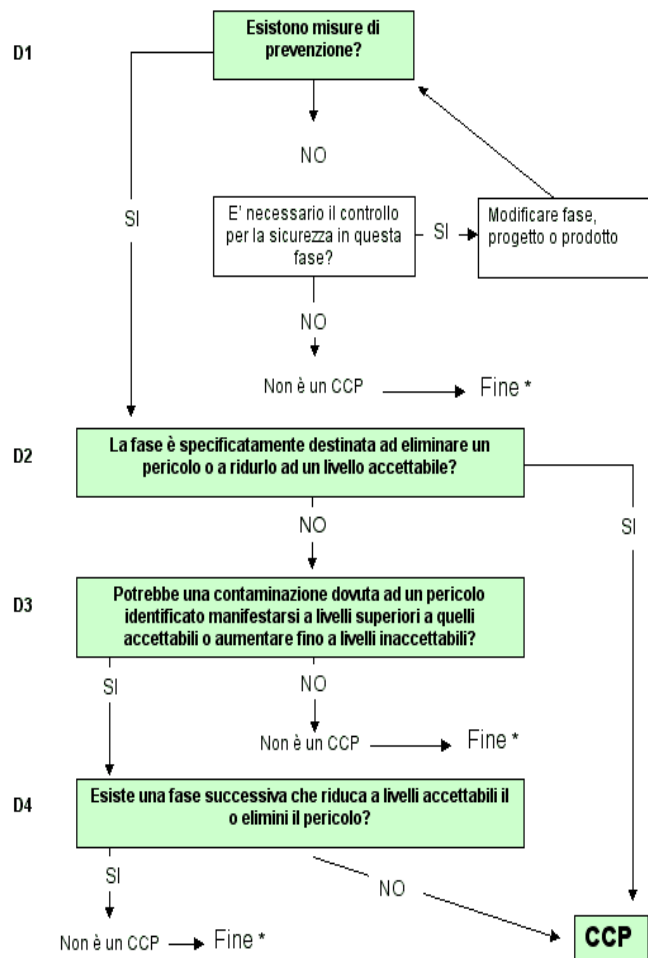 D1
Esistono misure di
prevenzione?
NO
SI
E' necessario il controllo
per la sicurezza in questa
fase?
SI
Modificare fase,
progetto o prodotto
NO
Non è un CCP
Fine *
D2
La fase è specificatamente destinata ad eliminare un
pericolo o a ridurlo ad un livello accettabile?
NO
SI
D3
Potrebbe una contaminazione dovuta ad un pericolo
identificato manifestarsi a livelli superiori a quelli
accettabili o aumentare fino a livelli inaccettabili?
SI
NO
Non è un CCP
Fine *
D4
Esiste una fase successiva che riduca a livelli accettabili il
o elimini il pericolo?
SI
NO
Non è un CCP
Fine *
CCP